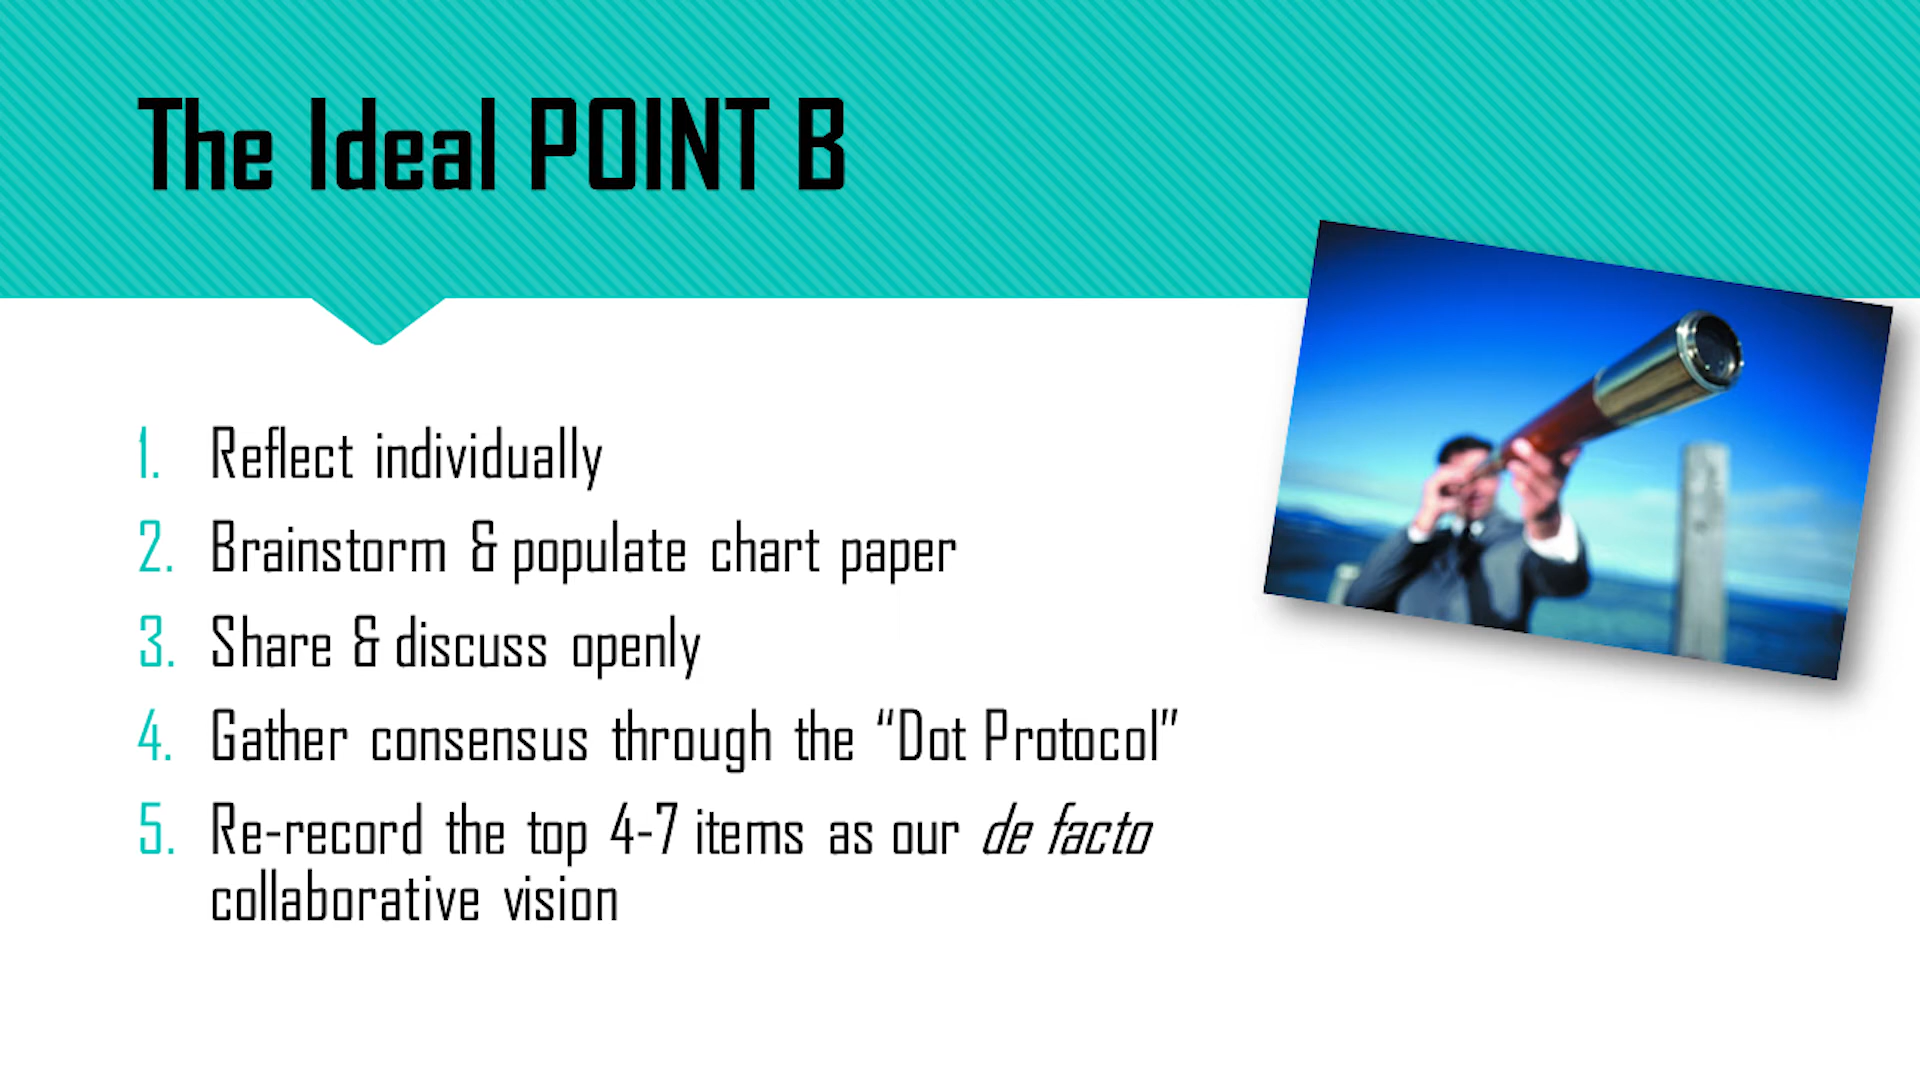 The Ideal POINT B
1. Reflect individually
2. Brainstorm & populate chart paper
3. Share & discuss openly
4. Gather consensus through the “Dot Protocol”
5. Re-record the top 4-7 items as our de facto
collaborative vision